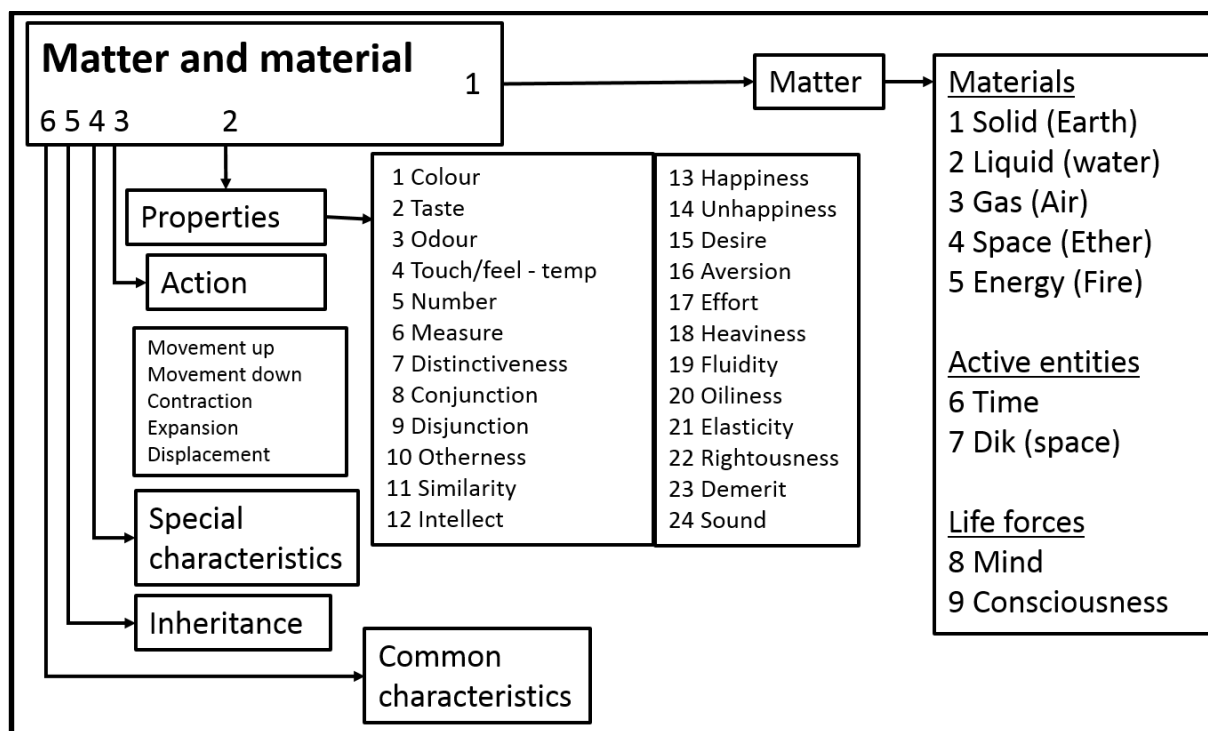 Matter and material
1
6 5 4 3 2
Matter
Materials
1 Solid (Earth)
2 Liquid (water)
3 Gas (Air)
4 Space (Ether)
5 Energy (Fire)
Active entities
6 Time
7 Dik (space)
Life forces
8 Mind
9 Consciousness
Properties
1 Colour
2 Taste
3 Odour
4 Touch/feel - temp
5 Number
6 Measure
7 Distinctiveness
8 Conjunction
9 Disjunction
10 Otherness
11 Similarity
12 Intellect
13 Happiness
14 Unhappiness
15 Desire
16 Aversion
17 Effort
18 Heaviness
19 Fluidity
20 Oiliness
21 Elasticity
22 Rightousness
23 Demerit
24 Sound
Action
Movement up
Movement down
Contraction
Expansion
Displacement
Special
characteristics
Inheritance
Common
characteristics